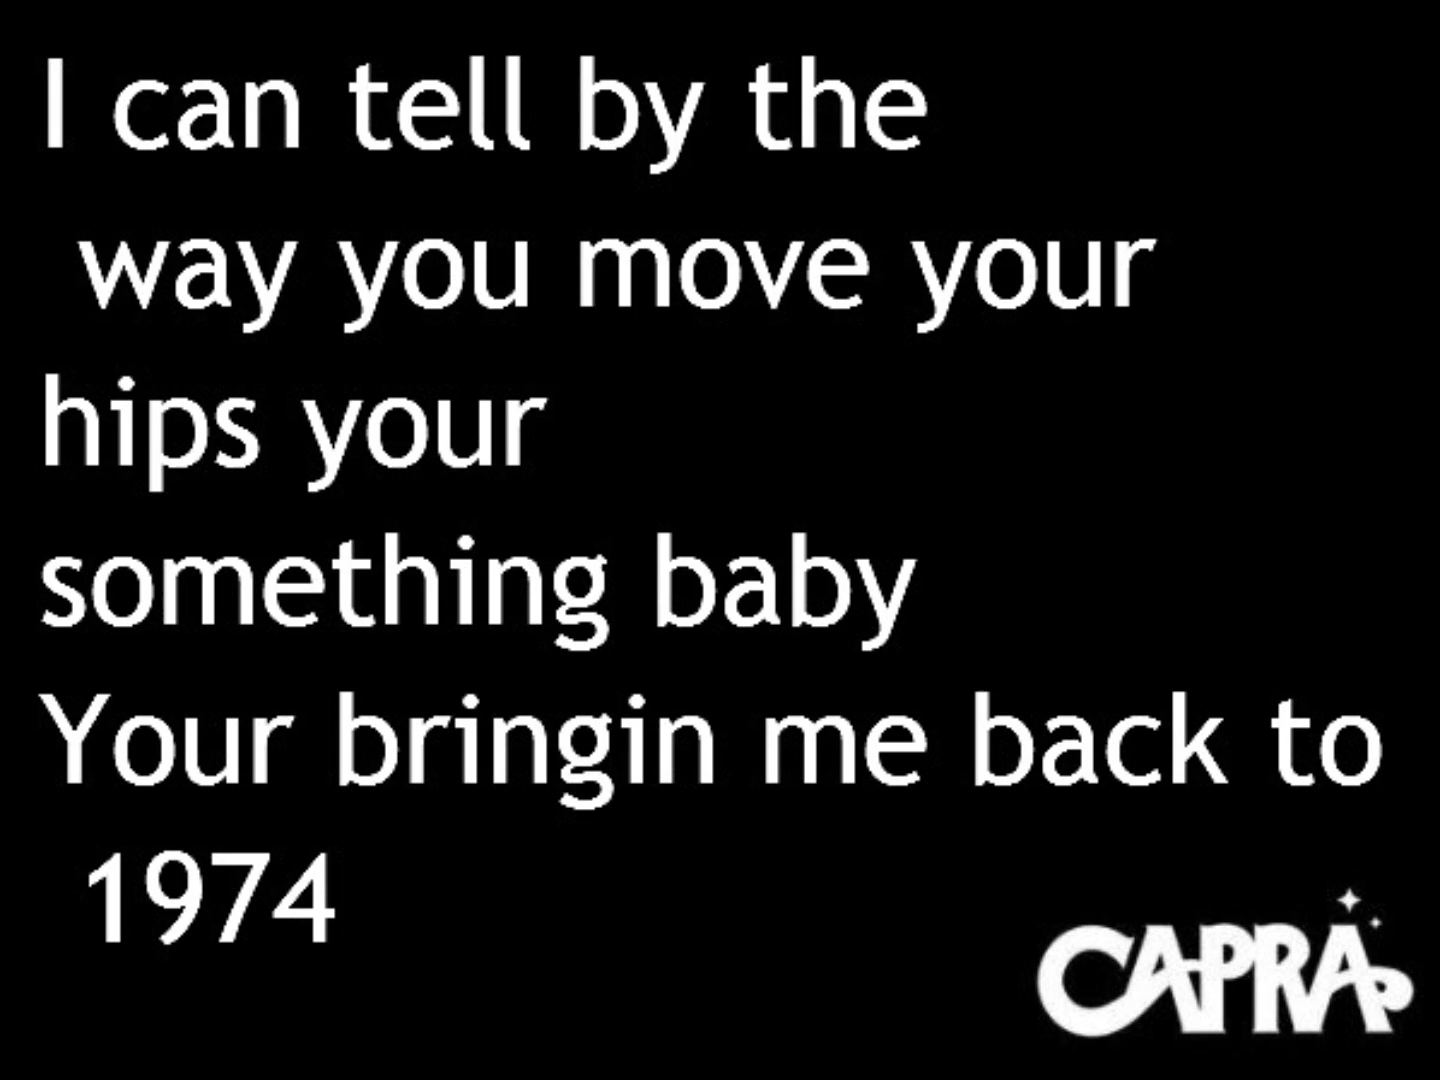 I can tell by the
way you move your
hips your
something baby
Your bringin me back to
1974
CAPRA